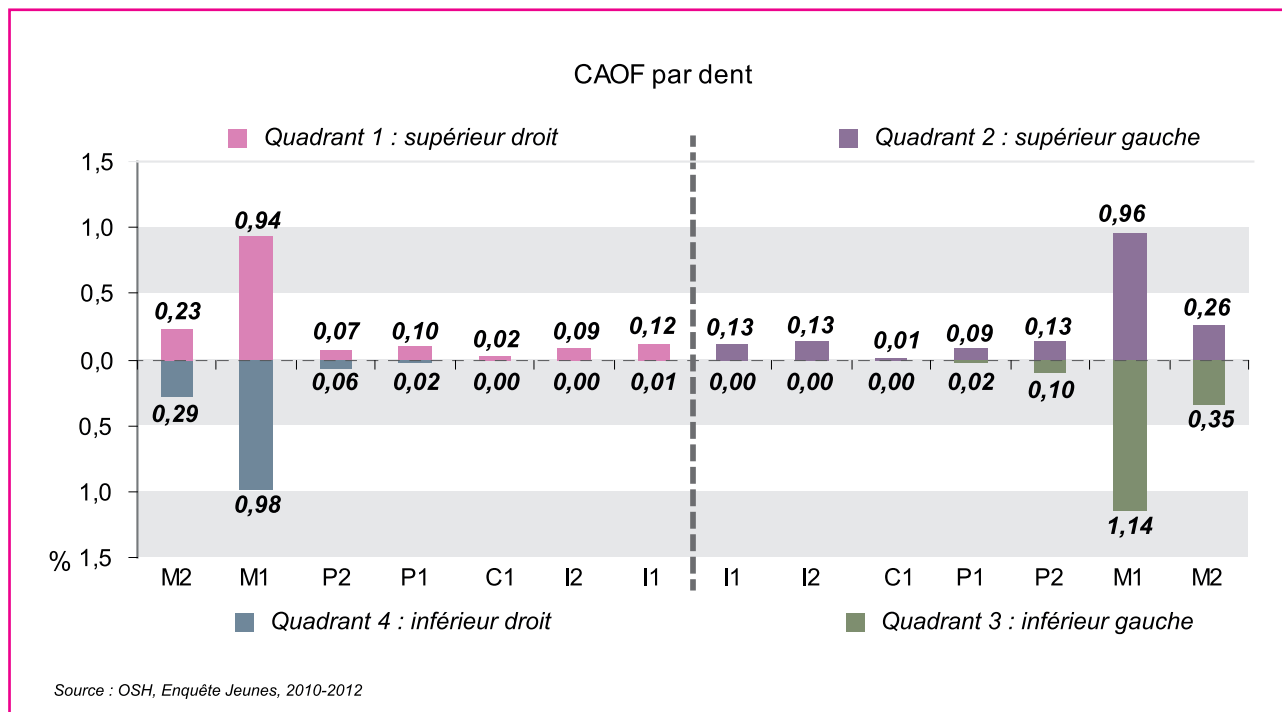 CAOF par dent
Quadrant 1 : supérieur droit
Quadrant 2 : supérieur gauche
1,5
1,0
0,5
0,0
0,5
1,0
% 1,5
0,23 0,94 0,07 0,10 0,02 0,09 0,12 0,13 0,13 0,01 0,09 0,13 0,96 0,26
0,29 0,98 0,06 0,02 0,00 0,00 0,01 0,00 0,00 0,00 0,02 0,10 1,14 0,35
M2 M1 P2 P1 C1 I2 I1 I1 I2 C1 P1 P2 M1 M2
Quadrant 4 : inférieur droit
Quadrant 3 : inférieur gauche
Source : OSH, Enquête Jeunes, 2010-2012